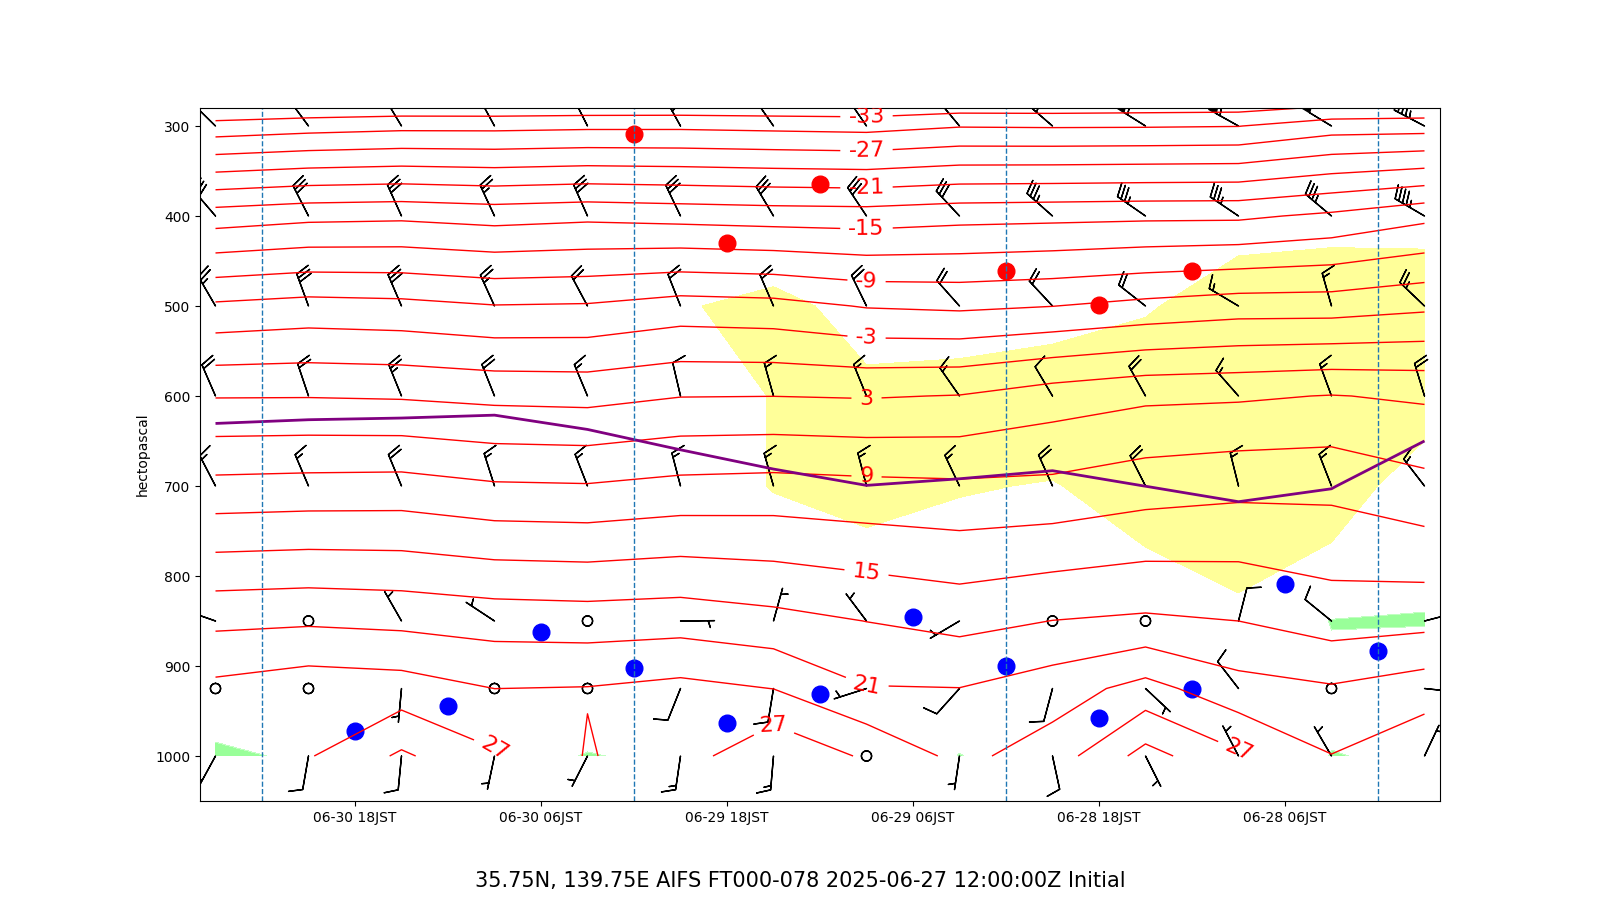 -33
300
-27
-21
400
-15
-9
500
-3
3
600
hectopascal
9
700
15
800
900
21
27
27
27
1000
06-30 18JST
06-30 06JST
06-29 18JST
06-29 06JST
06-28 18JST
06-28 06JST
35.75N, 139.75E AIFS FT000-078 2025-06-27 12:00:00Z Initial